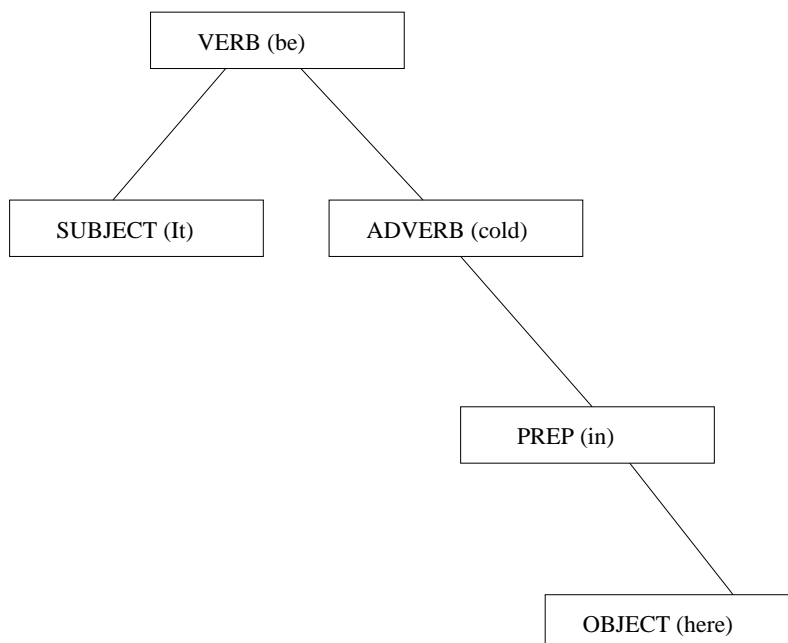 VERB (be)
SUBJECT (It)
ADVERB (cold)
PREP (in)
OBJECT (here)